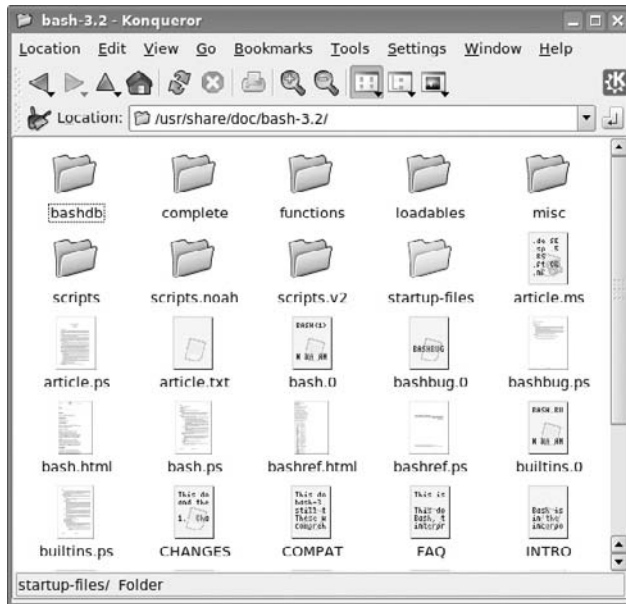 bash-3.2 - Konqueror
Location Edit View Go Bookmarks Tools Settings Window Help
Location: /usr/share/doc/bash-3.2/
bashdb complete functions loadables misc
scripts scripts.noah scripts.v2 startup-files article.ms
article.ps article.txt bash.0 bashbug.0 bashbug.ps
bash.html bash.ps bashref.html bashref.ps builtins.0
builtins.ps CHANGES COMPAT FAQ INTRO
startup-files/ Folder